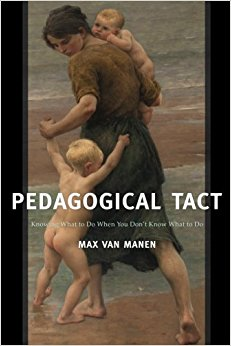 PEDAGOGICAL TACT
Knowing What to Do When You Don't Know What to Do
MAX VAN MANEN